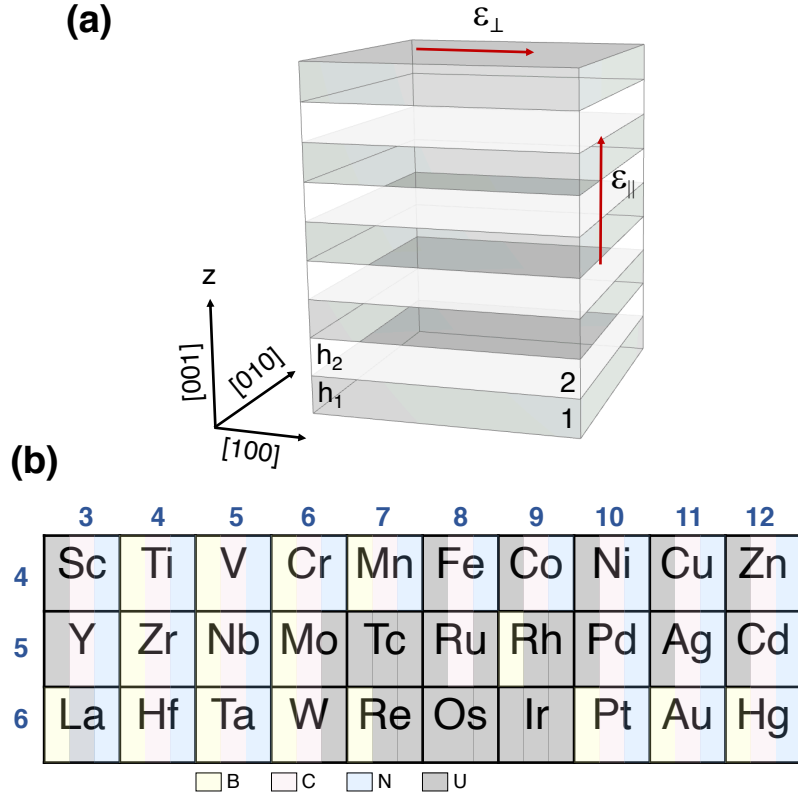 (a)
ε⊥
ε||
z
[001]
[010]
[100]
h2
2
h1
1
(b)
3 4 5 6 7 8 9 10 11 12
4 Sc Ti V Cr Mn Fe Co Ni Cu Zn
5 Y Zr Nb Mo Tc Ru Rh Pd Ag Cd
6 La Hf Ta W Re Os Ir Pt Au Hg
B C N U